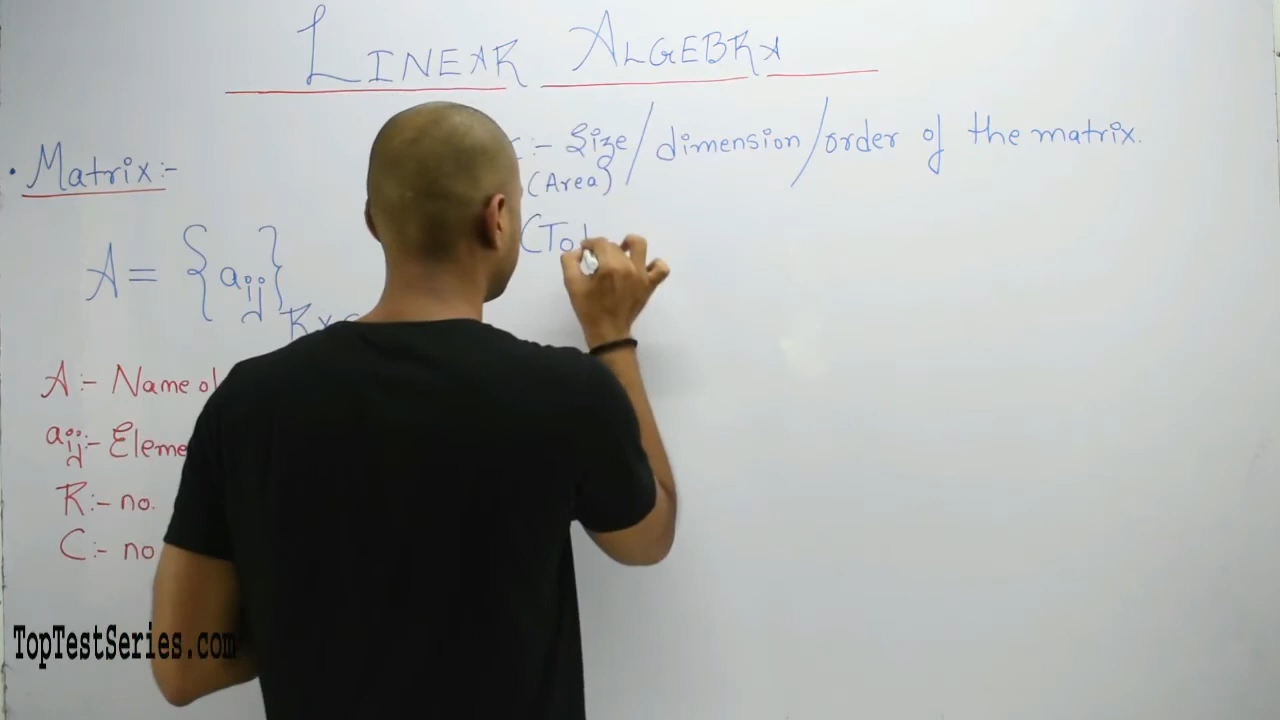 LINEAR ALGEBRA
• Matrix:-
:- Size/dimension/order of the matrix.
(Area)
A = {aij}
R×C
A:- Name of
aij:- Eleme
R:- no.
C:- no
TopTestSeries.com